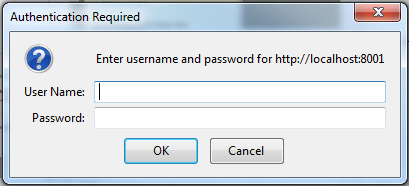 Authentication Required
Enter username and password for http://localhost:8001
User Name:
Password:
OK Cancel